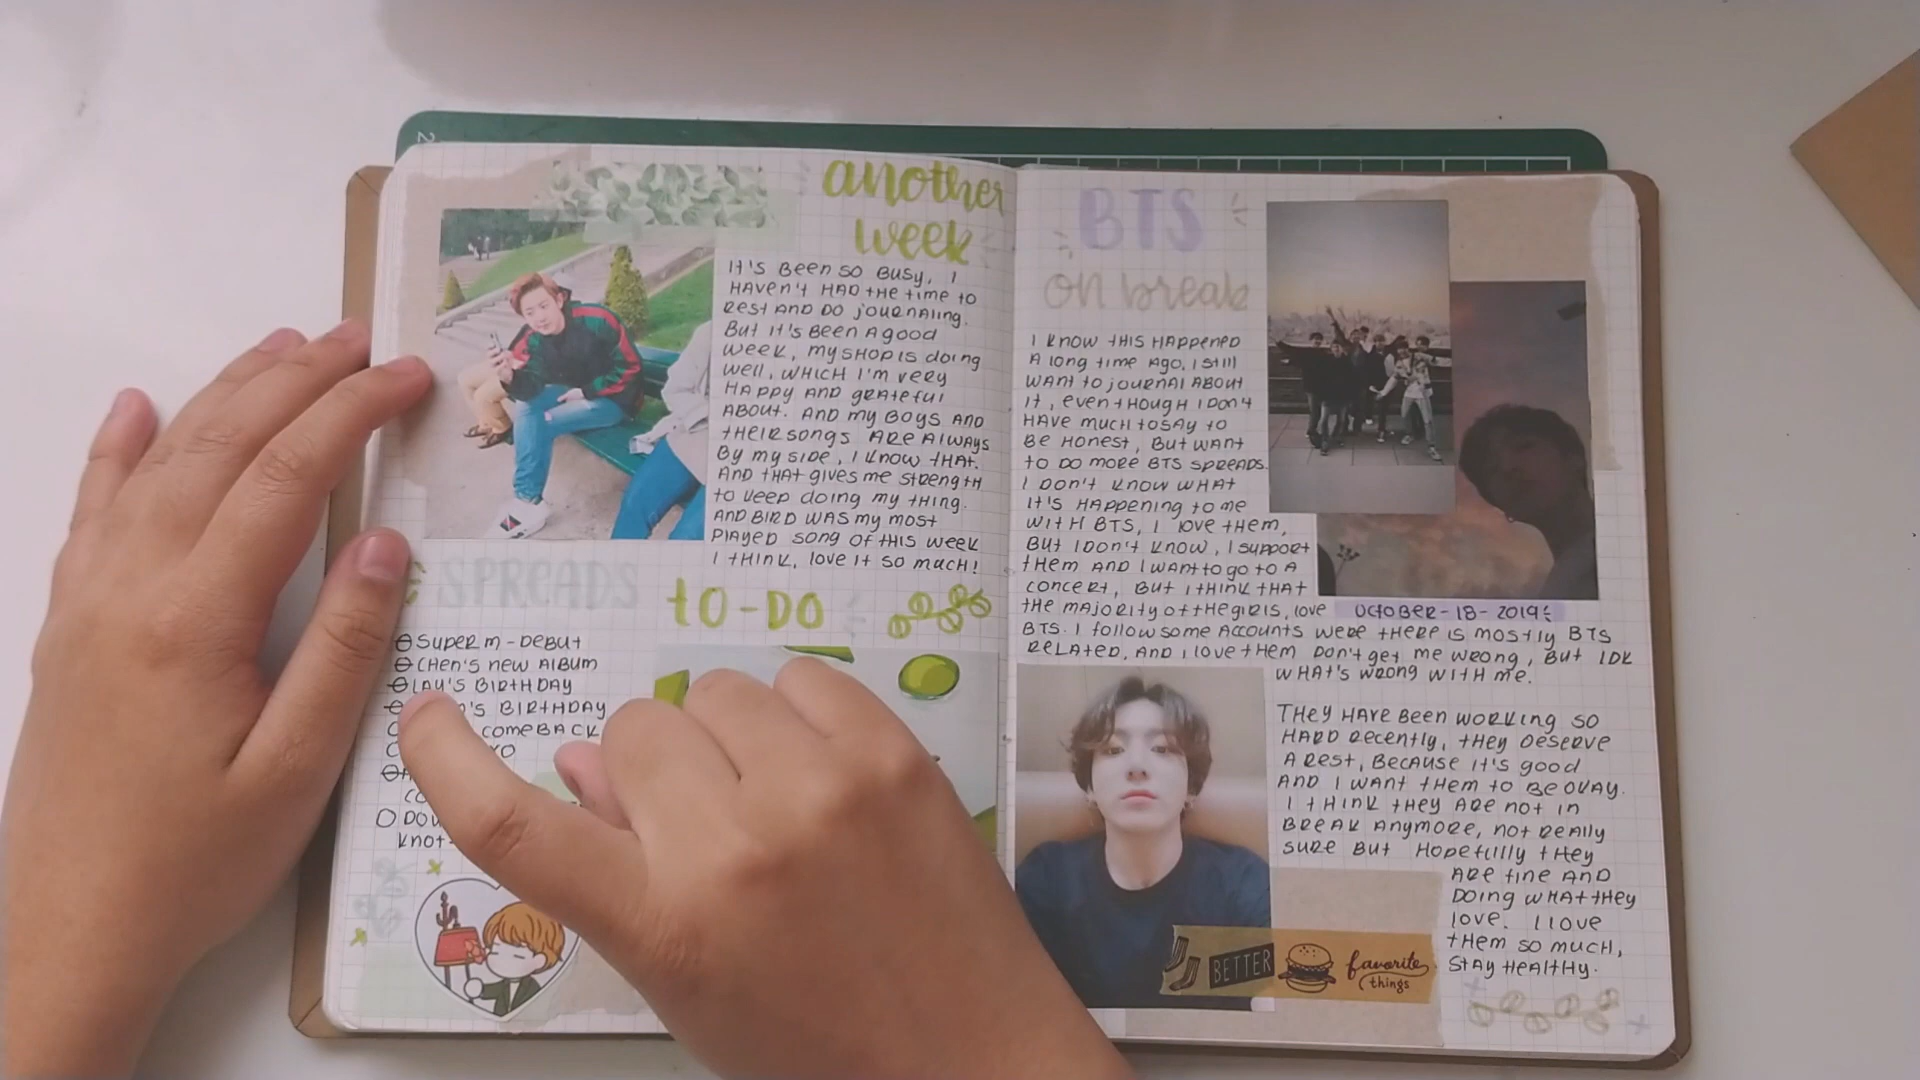 another
week
It's been so busy, I
haven't had the time to
rest and do journaling.
But it's been a good
week, my shop is doing
well, which I'm very
happy and grateful
about. And my boys and
their songs are always
by my side, I know that.
And that gives me strength
to keep doing my thing.
And Bird was my most
played song of this week
I think, love it so much!
SPREADS
TO-DO
Super M - debut
Chen's new album
Lay's birthday
's birthday
comeback
Dou
knot-
BTS
on break
I know this happened
a long time ago, I still
want to journal about
it, even though I don't
have much to say to
be honest, but want
to do more BTS spreads.
I don't know what
it's happening to me
with BTS, I love them,
but I don't know, I support
them and I want to go to a
concert, but I think that
the majority of the girls, love
October-18-2019
BTS. I follow some accounts were there is mostly BTS
related, and I love them don't get me wrong, but IDK
what's wrong with me.
They have been working so
hard recently, they deserve
a rest, because it's good
and I want them to be okay.
I think they are not in
break anymore, not really
sure but hopefully they
are fine and
doing what they
love. I love
them so much,
stay healthy.
BETTER
favorite
things